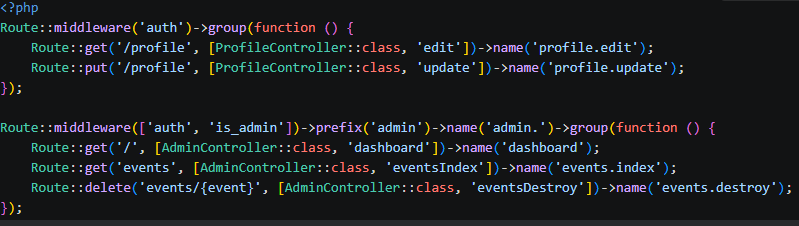 <?php
Route::middleware('auth')->group(function () {
    Route::get('/profile', [ProfileController::class, 'edit'])->name('profile.edit');
    Route::put('/profile', [ProfileController::class, 'update'])->name('profile.update');
});

Route::middleware(['auth', 'is_admin'])->prefix('admin')->name('admin.')->group(function () {
    Route::get('/', [AdminController::class, 'dashboard'])->name('dashboard');
    Route::get('events', [AdminController::class, 'eventsIndex'])->name('events.index');
    Route::delete('events/{event}', [AdminController::class, 'eventsDestroy'])->name('events.destroy');
});